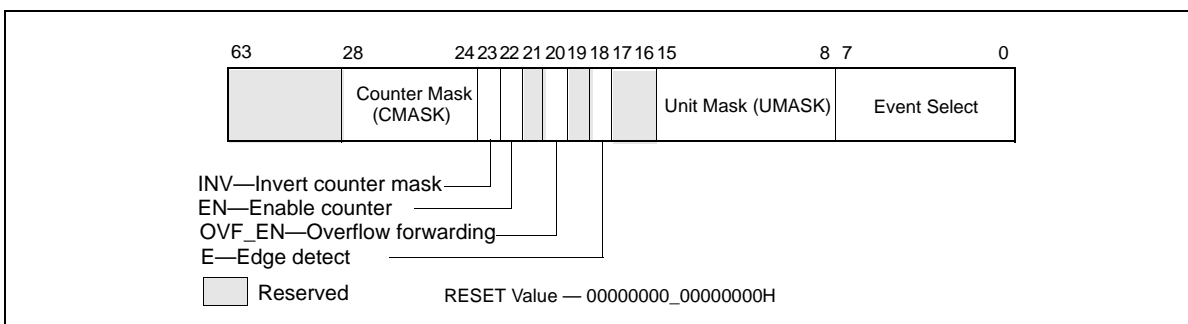 63 28 24 23 22 21 20 19 18 17 16 15 8 7 0
Counter Mask
(CMASK)
Unit Mask (UMASK)
Event Select
INV—Invert counter mask
EN—Enable counter
OVF_EN—Overflow forwarding
E—Edge detect
Reserved
RESET Value — 00000000_00000000H